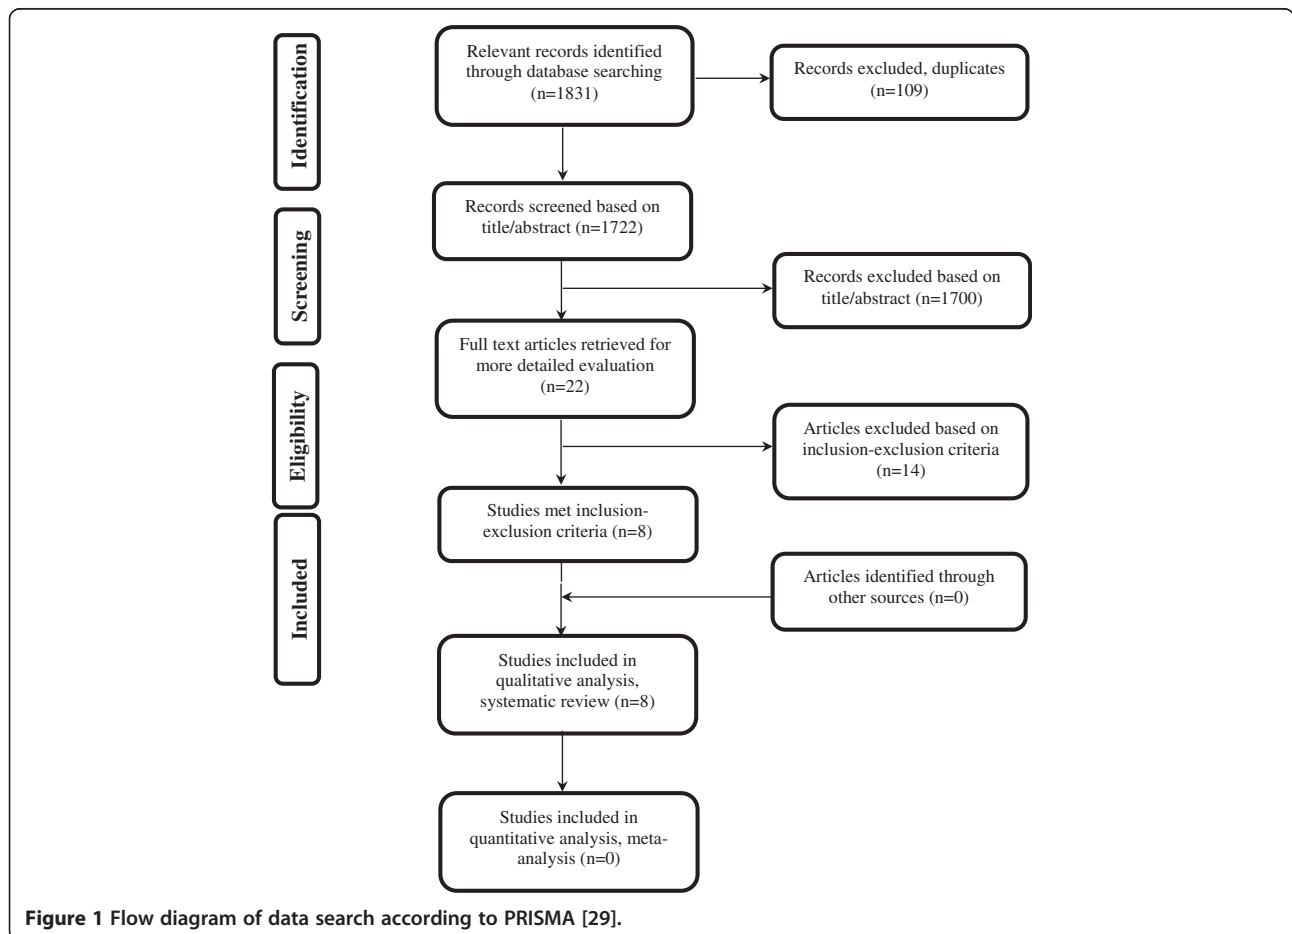 Identification
Relevant records identified
through database searching
(n=1831)
Records excluded, duplicates
(n=109)
Screening
Records screened based on
title/abstract (n=1722)
Records excluded based on
title/abstract (n=1700)
Full text articles retrieved for
more detailed evaluation
(n=22)
Eligibility
Articles excluded based on
inclusion-exclusion criteria
(n=14)
Studies met inclusion-
exclusion criteria (n=8)
Included
Articles identified through
other sources (n=0)
Studies included in
qualitative analysis,
systematic review (n=8)
Studies included in
quantitative analysis, meta-
analysis (n=0)
Figure 1 Flow diagram of data search according to PRISMA [29].